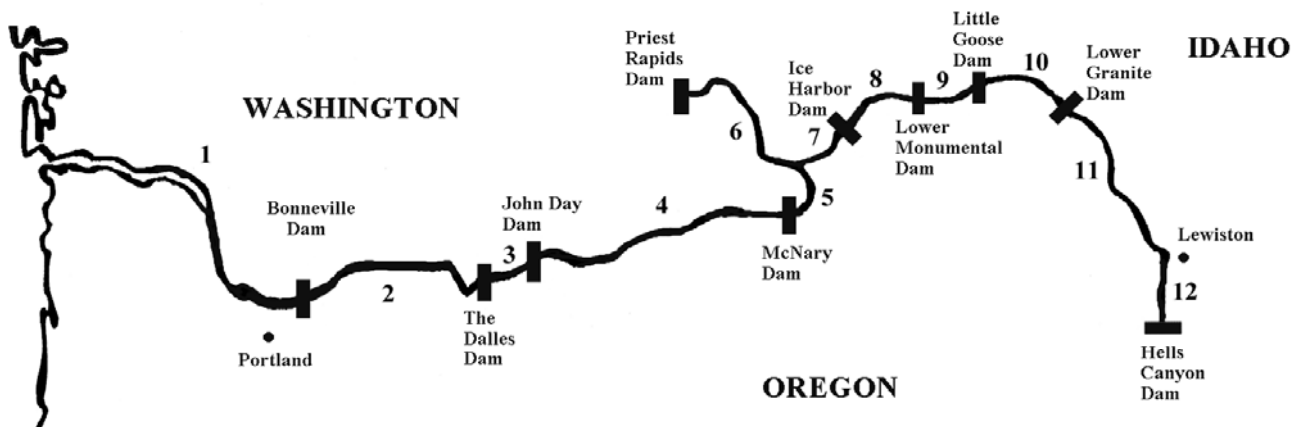 Little
Goose
Dam
IDAHO
Priest
Rapids
Dam
Ice
Harbor
Dam
8
9
10
Lower
Granite
Dam
WASHINGTON
6
7
Lower
Monumental
Dam
1
11
5
4
John Day
Dam
Bonneville
Dam
3
McNary
Dam
Lewiston
2
12
The
Dalles
Dam
Portland
Hells
Canyon
Dam
OREGON